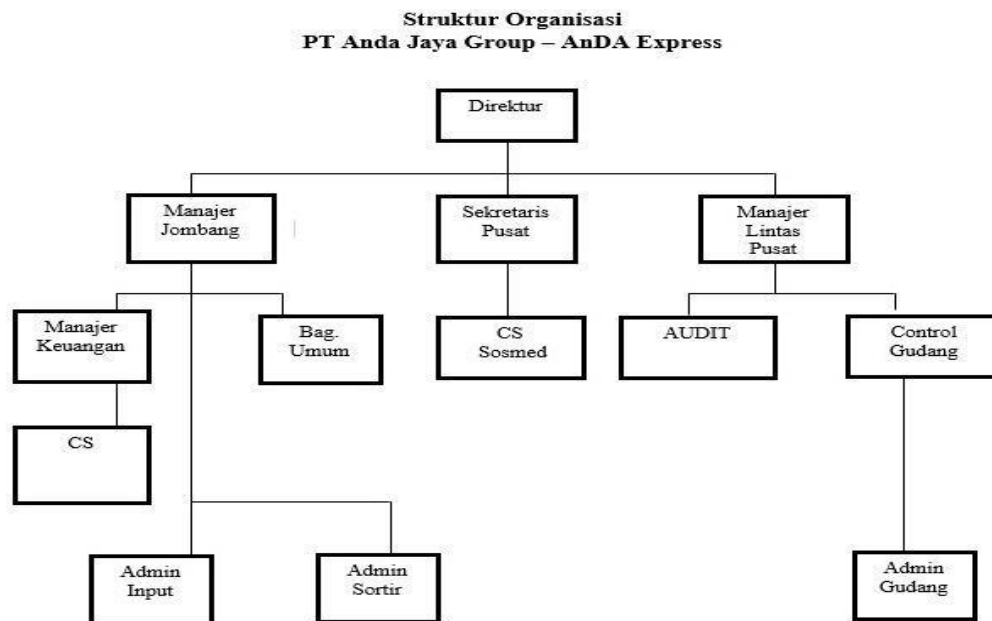 Struktur Organisasi
PT Anda Jaya Group – AnDA Express
Direktur
Manajer
Jombang
Sekretaris
Pusat
Manajer
Lintas
Pusat
Manajer
Keuangan
Bag.
Umum
CS
Sosmed
AUDIT
Control
Gudang
CS
Admin
Input
Admin
Sortir
Admin
Gudang